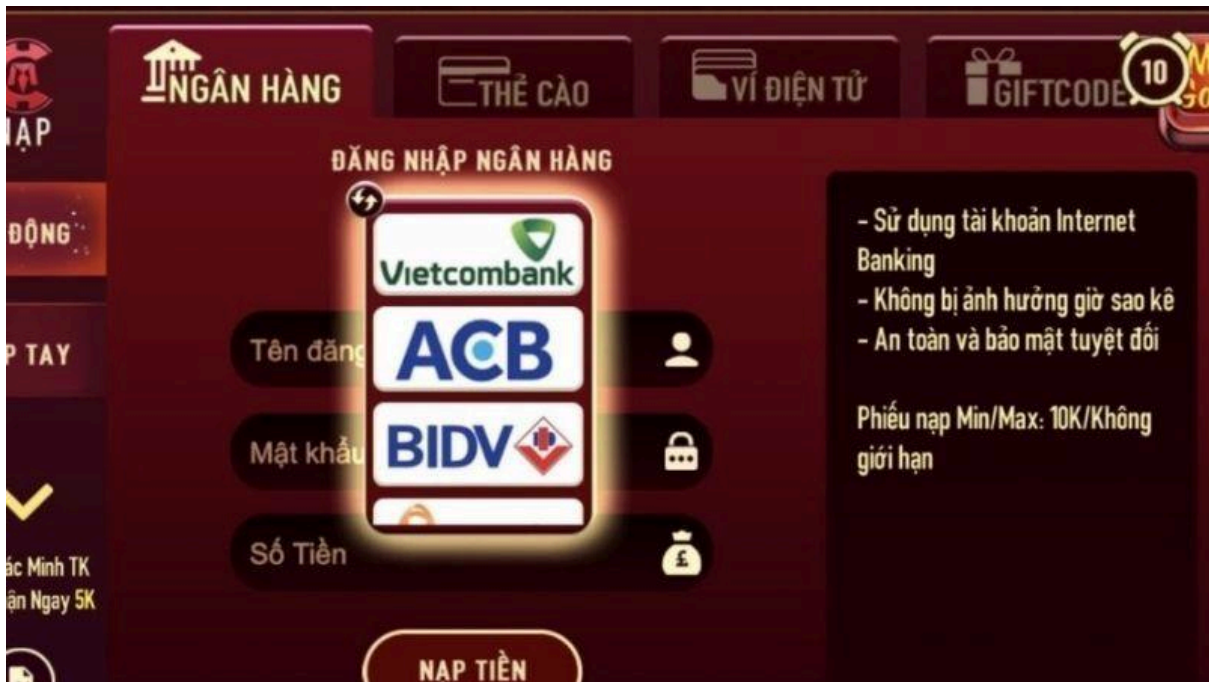 NGÂN HÀNG
THẺ CÀO
VÍ ĐIỆN TỬ
GIFTCODE
10
NẠP
ĐĂNG NHẬP NGÂN HÀNG
ĐỘNG
Vietcombank
ACB
BIDV
Tên đăng
Mật khẩu
Số Tiền
NẠP TIỀN
P TAY
ác Minh TK
ận Ngay 5K
- Sử dụng tài khoản Internet
Banking
- Không bị ảnh hưởng giờ sao kê
- An toàn và bảo mật tuyệt đối
Phiếu nạp Min/Max: 10K/Không
giới hạn